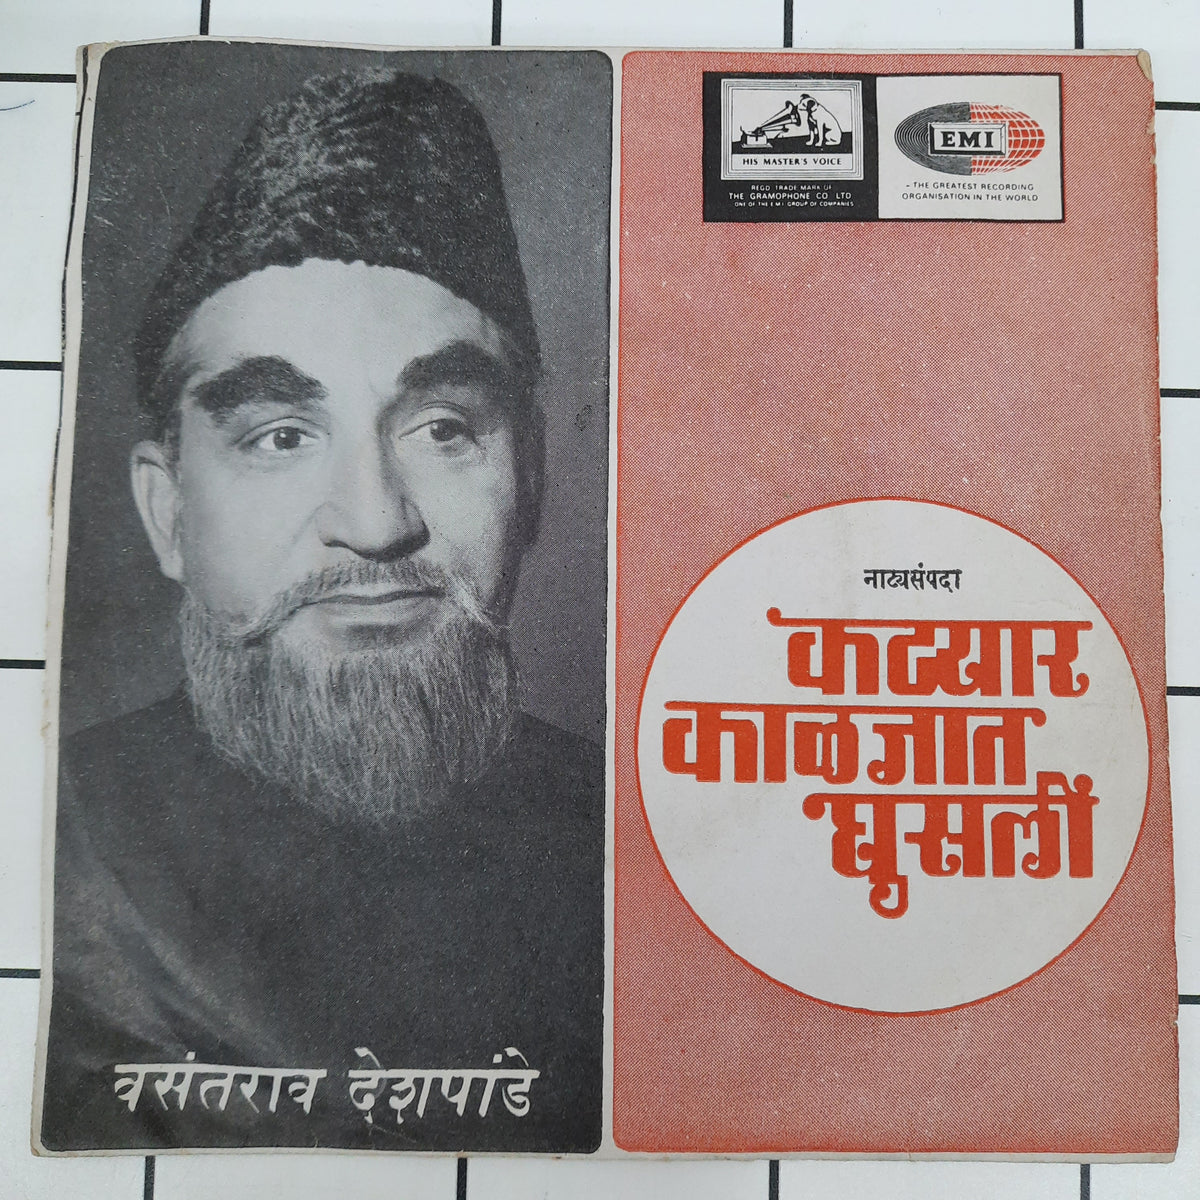 HIS MASTER'S VOICE
REGD. TRADE MARK OF
THE GRAMOPHONE CO LTD
ONE OF THE E M I GROUP OF COMPANIES
EMI
- THE GREATEST RECORDING
ORGANISATION IN THE WORLD
नाट्यसंपदा
कट्यार
काळजात
घुसली
वसंतराव देशपांडे